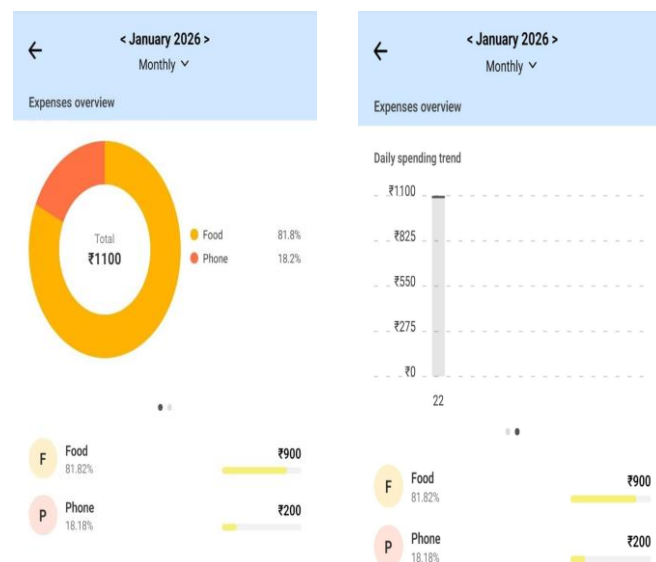 < January 2026 >
Monthly
Expenses overview
Total
₹1100
Food 81.8%
Phone 18.2%
F
Food ₹900
81.82%
P
Phone ₹200
18.18%
< January 2026 >
Monthly
Expenses overview
Daily spending trend
₹1100
₹825
₹550
₹275
₹0
22
F
Food ₹900
81.82%
P
Phone ₹200
18.18%